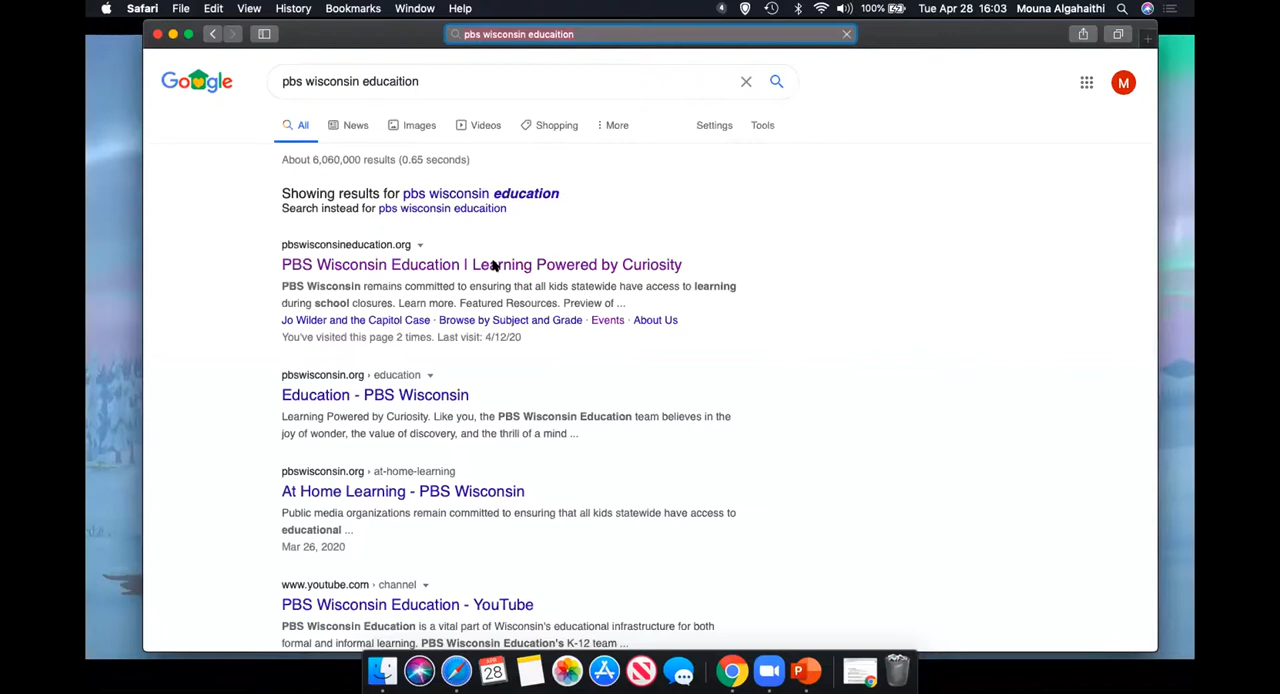 Safari File Edit View History Bookmarks Window Help 4 100% Tue Apr 28 16:03 Mouna Algahaithi
pbs wisconsin educaition
Google pbs wisconsin educaition M
All News Images Videos Shopping More Settings Tools
About 6,060,000 results (0.65 seconds)
Showing results for pbs wisconsin education
Search instead for pbs wisconsin educaition
pbswisconsineducation.org
PBS Wisconsin Education | Learning Powered by Curiosity
PBS Wisconsin remains committed to ensuring that all kids statewide have access to learning
during school closures. Learn more. Featured Resources. Preview of ...
Jo Wilder and the Capitol Case · Browse by Subject and Grade · Events · About Us
You've visited this page 2 times. Last visit: 4/12/20
pbswisconsin.org › education
Education - PBS Wisconsin
Learning Powered by Curiosity. Like you, the PBS Wisconsin Education team believes in the
joy of wonder, the value of discovery, and the thrill of a mind ...
pbswisconsin.org › at-home-learning
At Home Learning - PBS Wisconsin
Public media organizations remain committed to ensuring that all kids statewide have access to
educational ...
Mar 26, 2020
www.youtube.com › channel
PBS Wisconsin Education - YouTube
PBS Wisconsin Education is a vital part of Wisconsin's educational infrastructure for both
formal and informal learning. PBS Wisconsin Education's K-12 team ...
APR
28
P